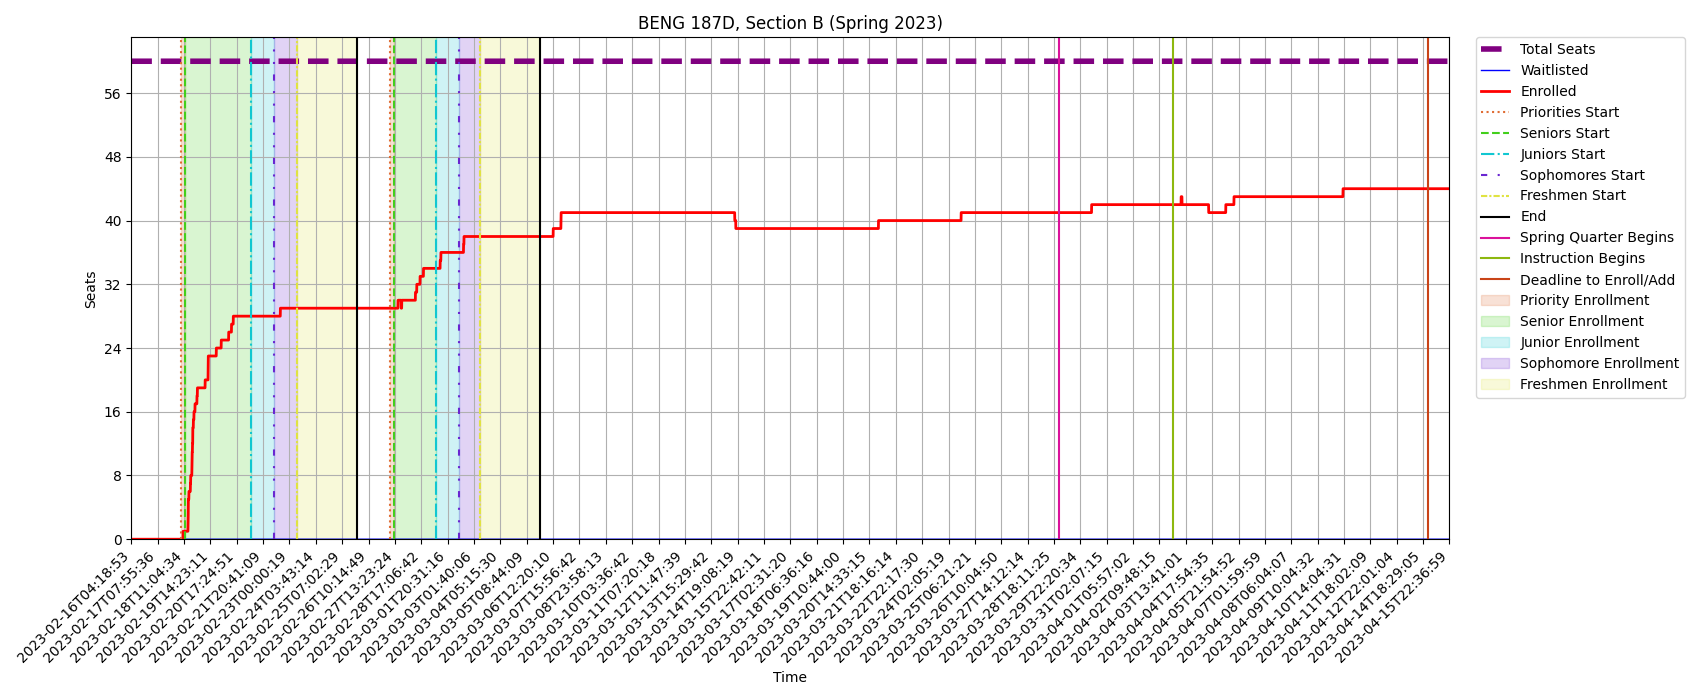 BENG 187D, Section B (Spring 2023)
56
48
40
32
24
16
8
0
Seats
2023-02-16T04:18:53
2023-02-17T07:55:36
2023-02-18T11:04:34
2023-02-19T14:23:11
2023-02-20T17:24:51
2023-02-21T20:41:09
2023-02-23T00:00:19
2023-02-24T03:43:14
2023-02-25T07:02:29
2023-02-26T10:14:49
2023-02-27T13:23:24
2023-02-28T17:06:42
2023-03-01T20:31:16
2023-03-03T01:40:06
2023-03-04T05:15:30
2023-03-05T08:44:09
2023-03-06T12:20:10
2023-03-07T15:56:42
2023-03-08T23:58:13
2023-03-10T03:36:42
2023-03-11T07:20:18
2023-03-12T11:47:39
2023-03-13T15:29:42
2023-03-14T19:08:19
2023-03-15T22:42:11
2023-03-17T02:31:20
2023-03-18T06:36:16
2023-03-19T10:44:00
2023-03-20T14:33:15
2023-03-21T18:16:14
2023-03-22T22:17:30
2023-03-24T02:05:19
2023-03-25T06:21:21
2023-03-26T10:04:50
2023-03-27T14:12:14
2023-03-28T18:11:25
2023-03-29T22:20:34
2023-03-31T02:07:15
2023-04-01T05:57:02
2023-04-02T09:48:15
2023-04-03T13:41:01
2023-04-04T17:54:35
2023-04-05T21:54:52
2023-04-07T01:59:59
2023-04-08T06:04:07
2023-04-09T10:04:32
2023-04-10T14:04:31
2023-04-11T18:02:09
2023-04-12T22:01:04
2023-04-14T18:29:05
2023-04-15T22:36:59
Time
Total Seats
Waitlisted
Enrolled
Priorities Start
Seniors Start
Juniors Start
Sophomores Start
Freshmen Start
End
Spring Quarter Begins
Instruction Begins
Deadline to Enroll/Add
Priority Enrollment
Senior Enrollment
Junior Enrollment
Sophomore Enrollment
Freshmen Enrollment